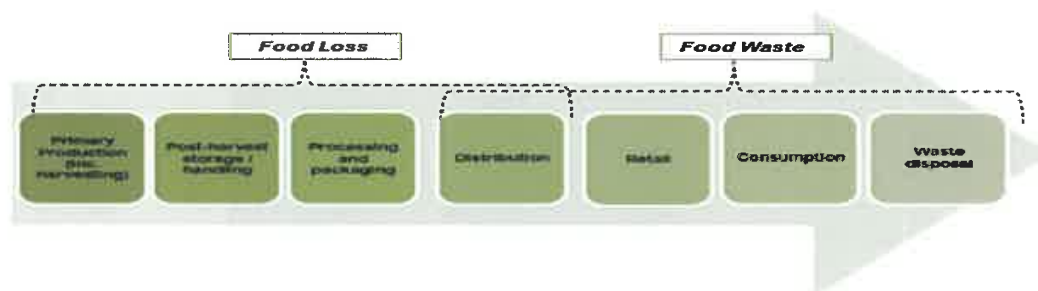 Food Loss
Food Waste
Primary
Production
(inc.
harvesting)
Post-harvest
storage /
handling
Processing
and
packaging
Distribution
Retail
Consumption
Waste
disposal